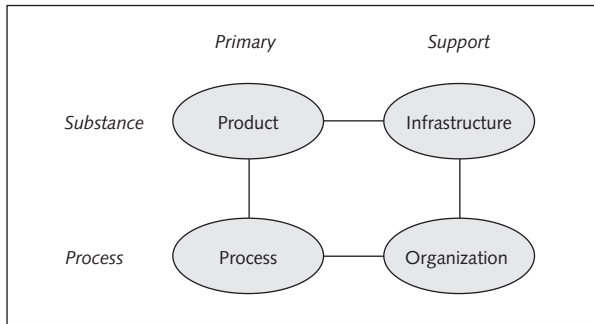 Primary Support
Substance Product Infrastructure
Process Process Organization